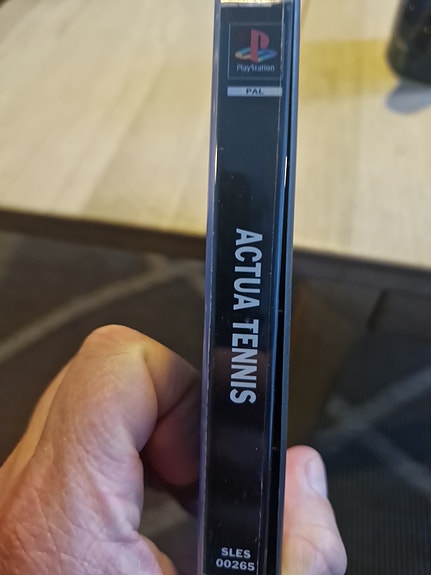 PlayStation
PAL
ACTUA TENNIS
SLES
00265